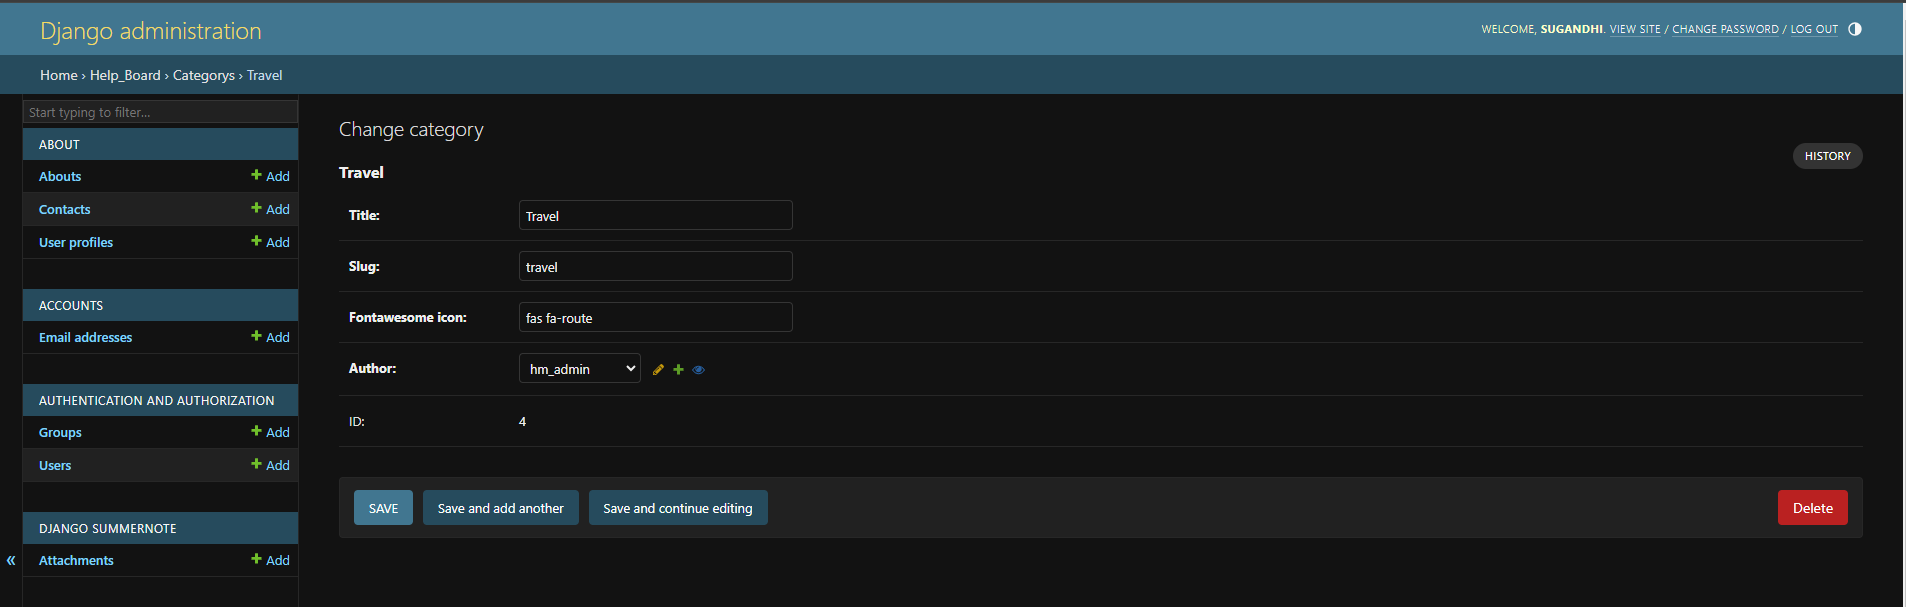 Django administration
WELCOME, SUGANDHI. VIEW SITE / CHANGE PASSWORD / LOG OUT
Home › Help_Board › Categorys › Travel
Start typing to filter...
ABOUT
Abouts Add
Contacts Add
User profiles Add
ACCOUNTS
Email addresses Add
AUTHENTICATION AND AUTHORIZATION
Groups Add
Users Add
DJANGO SUMMERNOTE
Attachments Add
«
Change category
HISTORY
Travel
Title: Travel
Slug: travel
Fontawesome icon: fas fa-route
Author: hm_admin
ID: 4
SAVE Save and add another Save and continue editing Delete